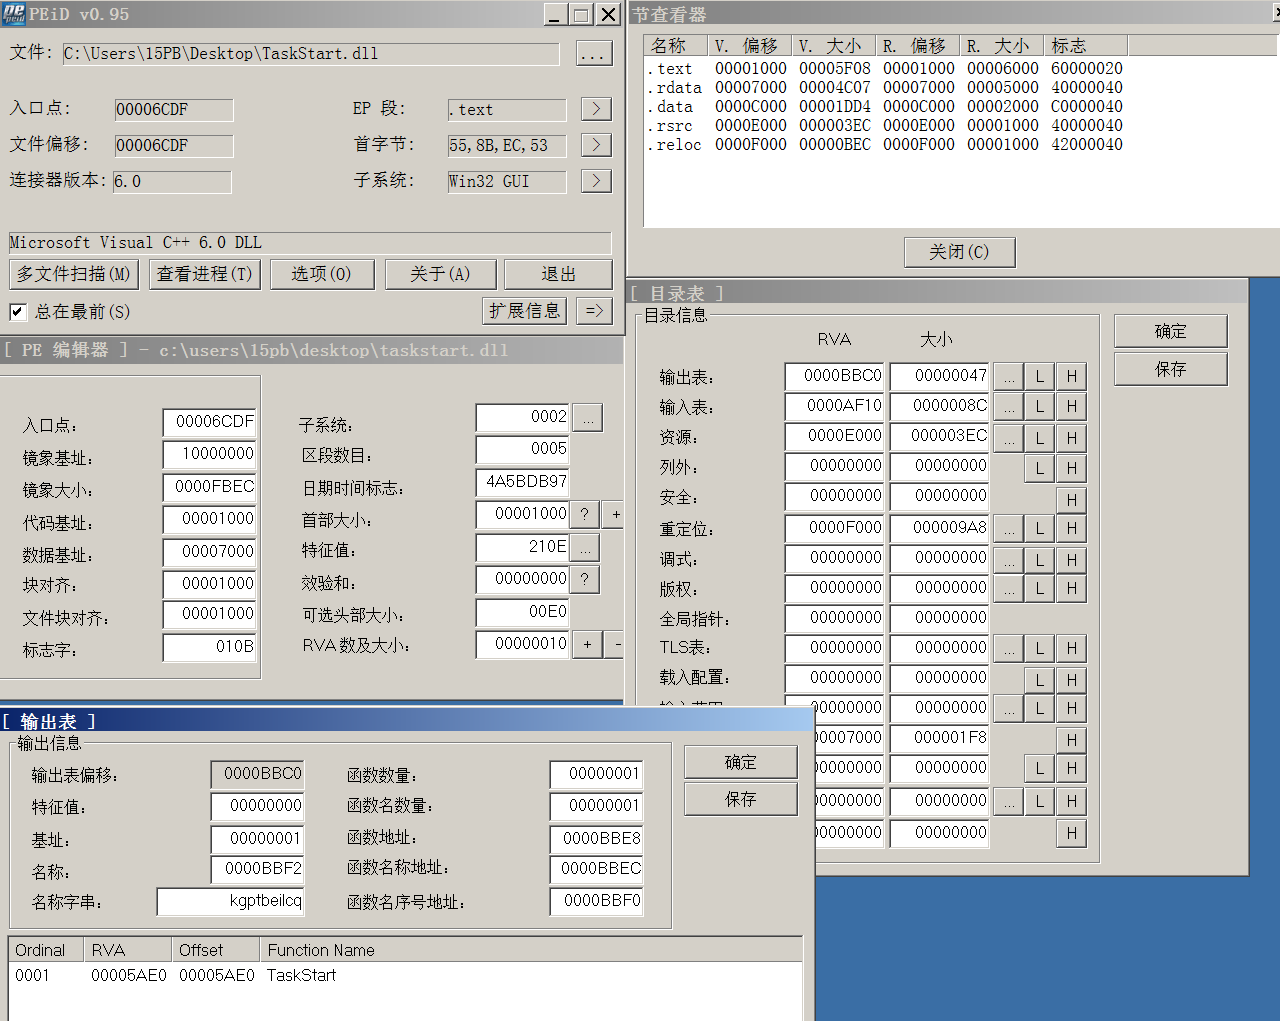 PEiD v0.95
文件: C:\Users\15PB\Desktop\TaskStart.dll ...
入口点: 00006CDF EP 段: .text >
文件偏移: 00006CDF 首字节: 55,8B,EC,53 >
连接器版本: 6.0 子系统: Win32 GUI >
Microsoft Visual C++ 6.0 DLL
多文件扫描(M) 查看进程(T) 选项(O) 关于(A) 退出
总在最前(S) 扩展信息 =>
节查看器
名称 V. 偏移 V. 大小 R. 偏移 R. 大小 标志
.text 00001000 00005F08 00001000 00006000 60000020
.rdata 00007000 00004C07 00007000 00005000 40000040
.data 0000C000 00001DD4 0000C000 00002000 C0000040
.rsrc 0000E000 000003EC 0000E000 00001000 40000040
.reloc 0000F000 00000BEC 0000F000 00001000 42000040
关闭(C)
[ PE 编辑器 ] - c:\users\15pb\desktop\taskstart.dll
入口点: 00006CDF 子系统: 0002 ...
镜象基址: 10000000 区段数目: 0005
镜象大小: 0000FBEC 日期时间标志: 4A5BDB97
代码基址: 00001000 首部大小: 00001000 ? +
数据基址: 00007000 特征值: 210E ...
块对齐: 00001000 效验和: 00000000 ?
文件块对齐: 00001000 可选头部大小: 00E0
标志字: 010B RVA 数及大小: 00000010 + -
[ 目录表 ]
目录信息
RVA 大小
确定
保存
输出表: 0000BBC0 00000047 ... L H
输入表: 0000AF10 0000008C ... L H
资源: 0000E000 000003EC ... L H
列外: 00000000 00000000 L H
安全: 00000000 00000000 H
重定位: 0000F000 000009A8 ... L H
调式: 00000000 00000000 ... L H
版权: 00000000 00000000 ... L H
全局指针: 00000000 00000000
TLS表: 00000000 00000000 ... L H
载入配置: 00000000 00000000 L H
00000000 00000000 ... L H
00007000 000001F8 H
00000000 00000000 L H
00000000 00000000 ... L H
00000000 00000000 H
[ 输出表 ]
输出信息
输出表偏移: 0000BBC0 函数数量: 00000001 确定
特征值: 00000000 函数名数量: 00000001 保存
基址: 00000001 函数地址: 0000BBE8
名称: 0000BBF2 函数名称地址: 0000BBEC
名称字串: kgptbeilcq 函数名序号地址: 0000BBF0
Ordinal RVA Offset Function Name
0001 00005AE0 00005AE0 TaskStart